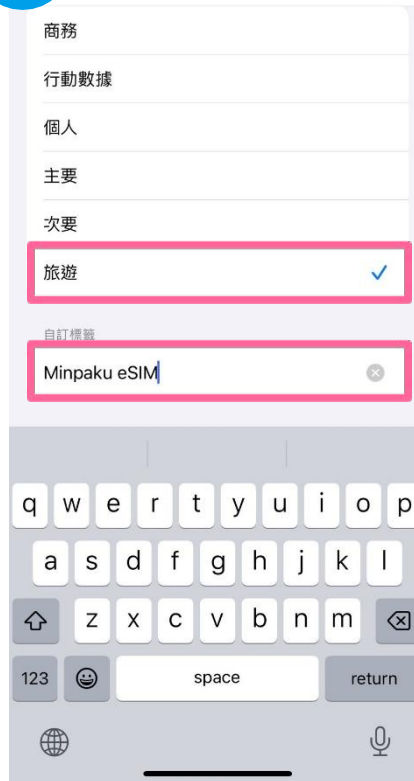 商務
行動數據
個人
主要
次要
旅遊
自訂標籤
Minpaku eSIM
q w e r t y u i o p
a s d f g h j k l
z x c v b n m
123 space return